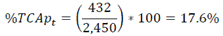 %TCAp_t = (432 / 2,450) * 100 = 17.6%